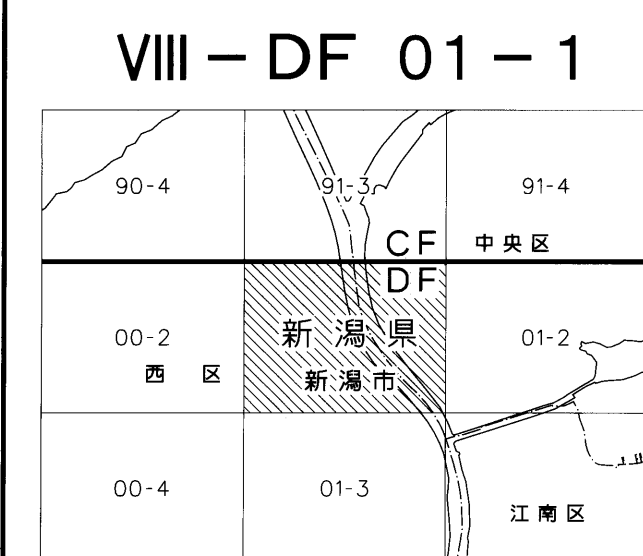 VIII－DF 01－1
90-4
91-3
91-4
CF
中央区
DF
00-2
新潟県
01-2
西区
新潟市
00-4
01-3
江南区